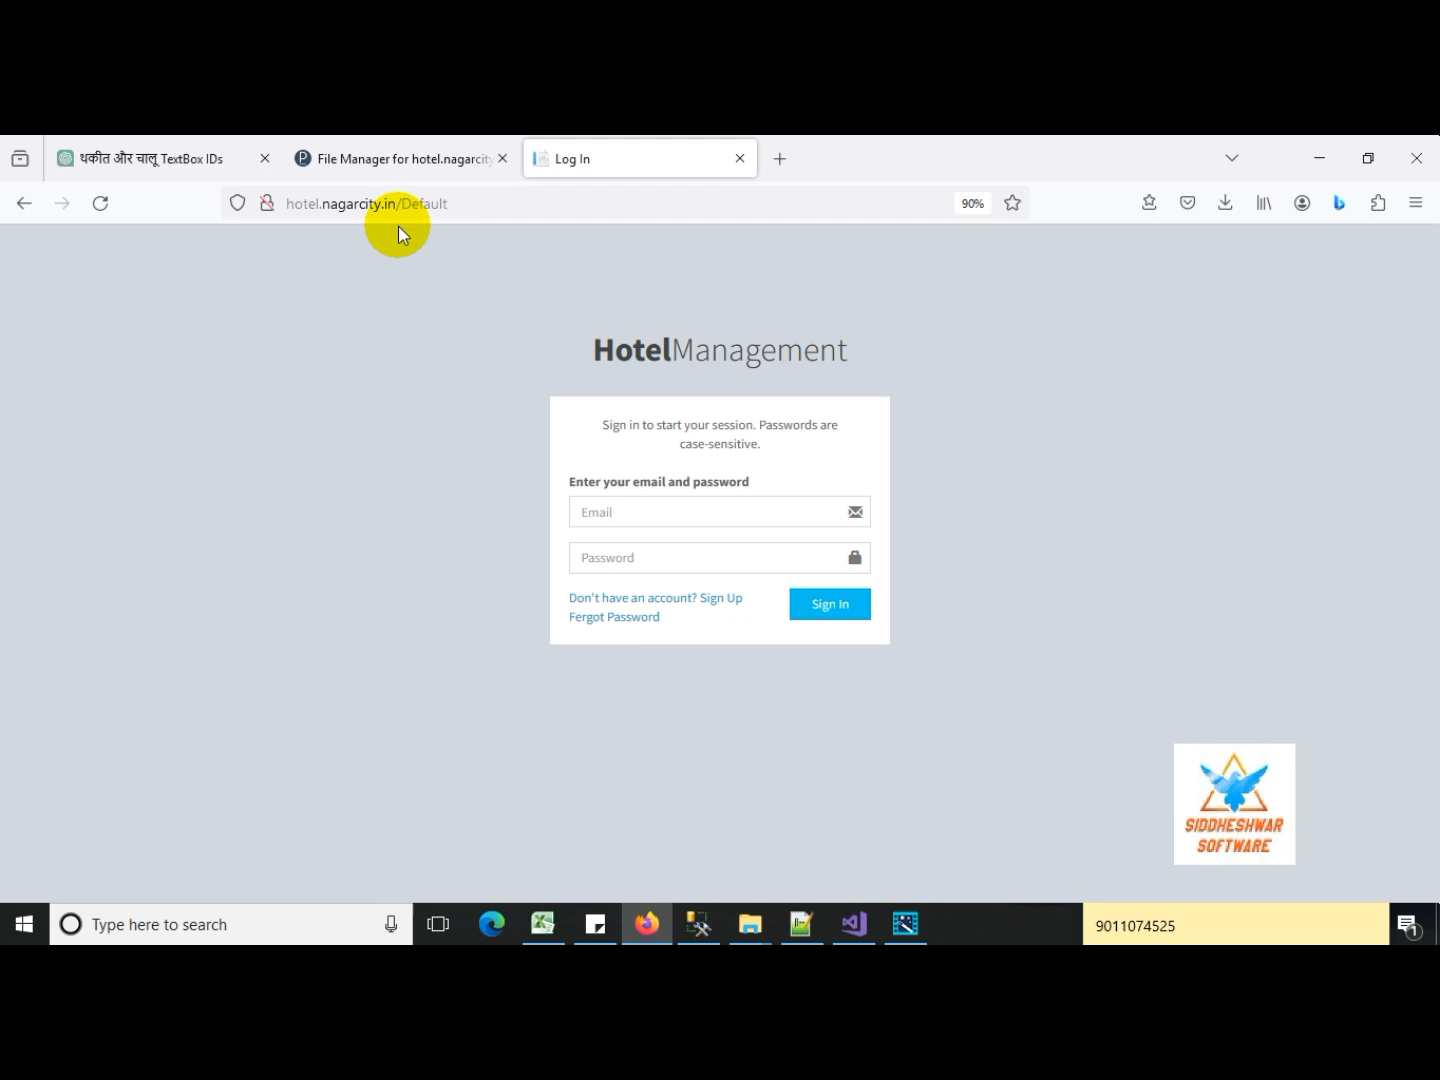 थकीत और चालू TextBox IDs
File Manager for hotel.nagarcity
Log In
hotel.nagarcity.in/Default
90%
HotelManagement
Sign in to start your session. Passwords are
case-sensitive.
Enter your email and password
Email
Password
Don't have an account? Sign Up
Fergot Password
Sign In
SIDDHESHWAR
SOFTWARE
Type here to search
9011074525
1